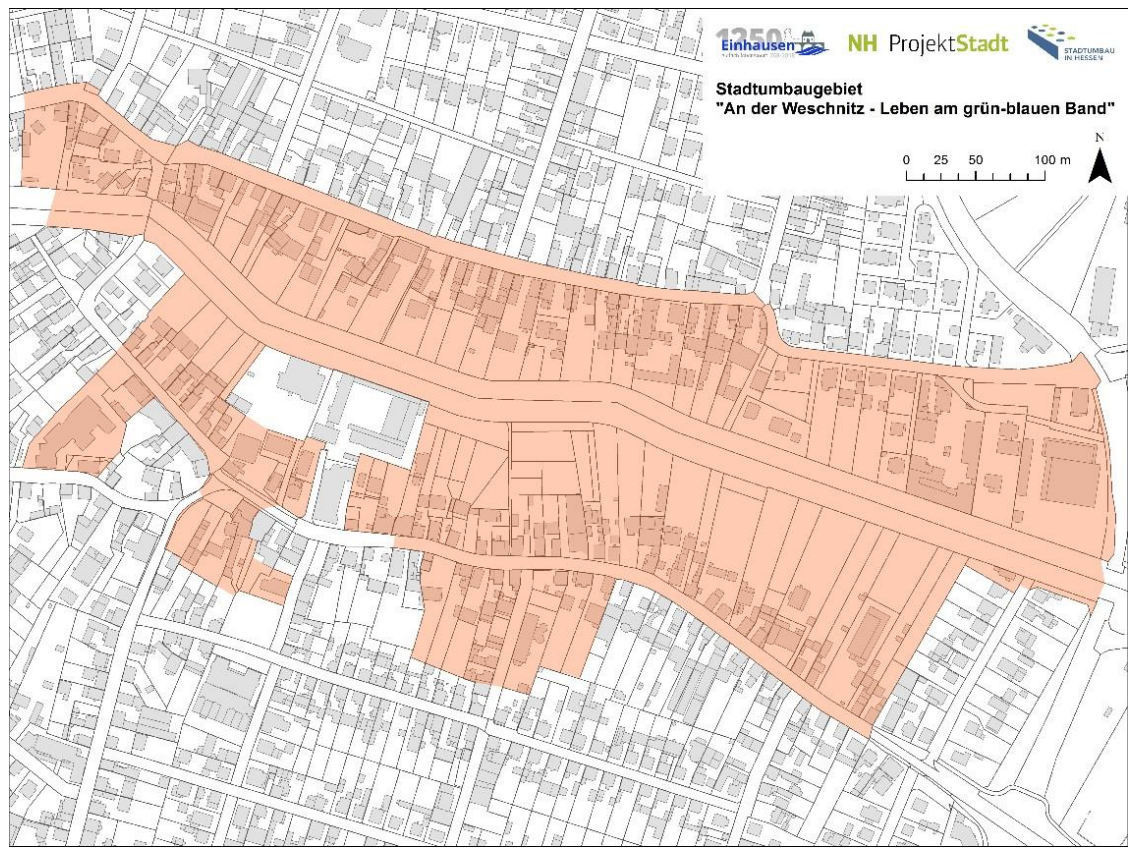 1250
Einhausen
NH ProjektStadt
STADTUMBAU
IN HESSEN
Stadtumbaugebiet
"An der Weschnitz - Leben am grün-blauen Band"
N
0 25 50 100 m